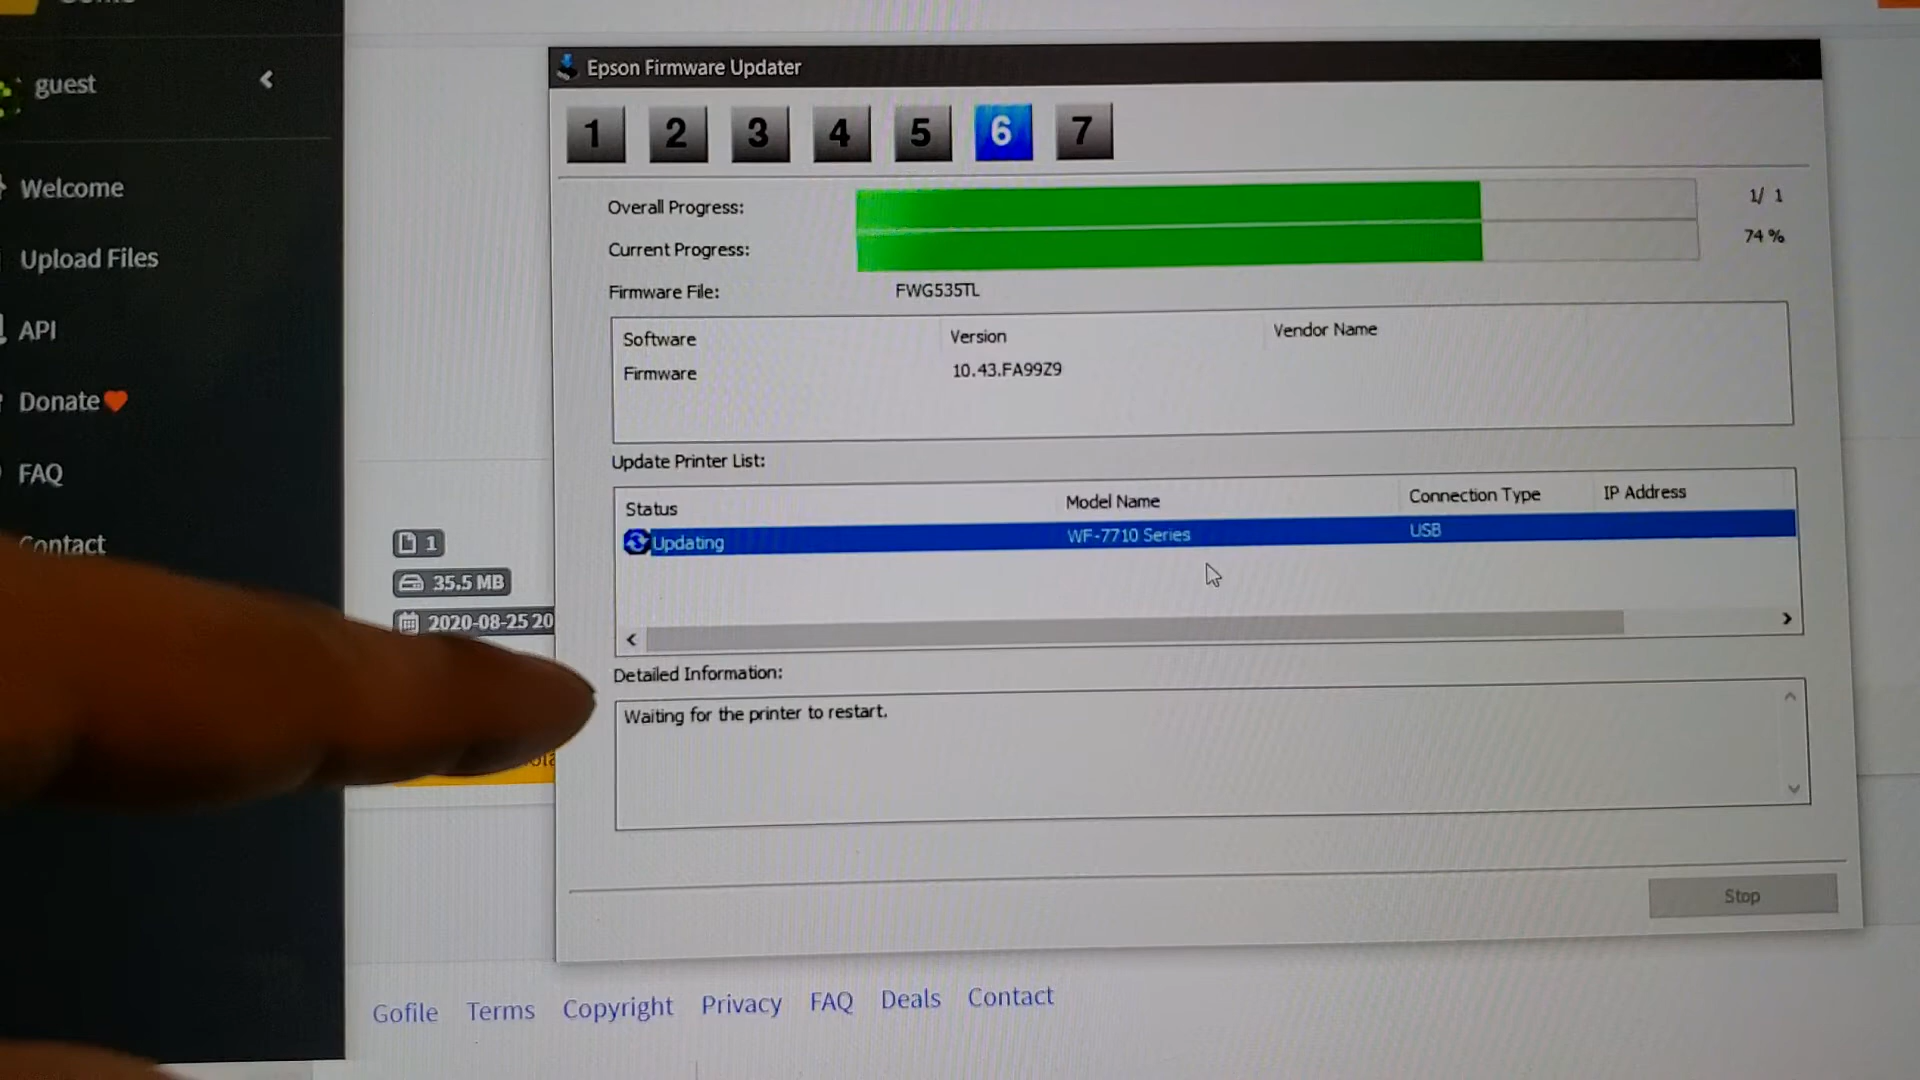 guest
Welcome
Upload Files
API
Donate
FAQ
Contact
1
35.5 MB
2020-08-25 20
Epson Firmware Updater
1 2 3 4 5 6 7
Overall Progress: 1/ 1
Current Progress: 74 %
Firmware File: FWG535TL
Software Version Vendor Name
Firmware 10.43.FA99Z9
Update Printer List:
Status Model Name Connection Type IP Address
Updating WF-7710 Series USB
Detailed Information:
Waiting for the printer to restart.
Stop
Gofile Terms Copyright Privacy FAQ Deals Contact